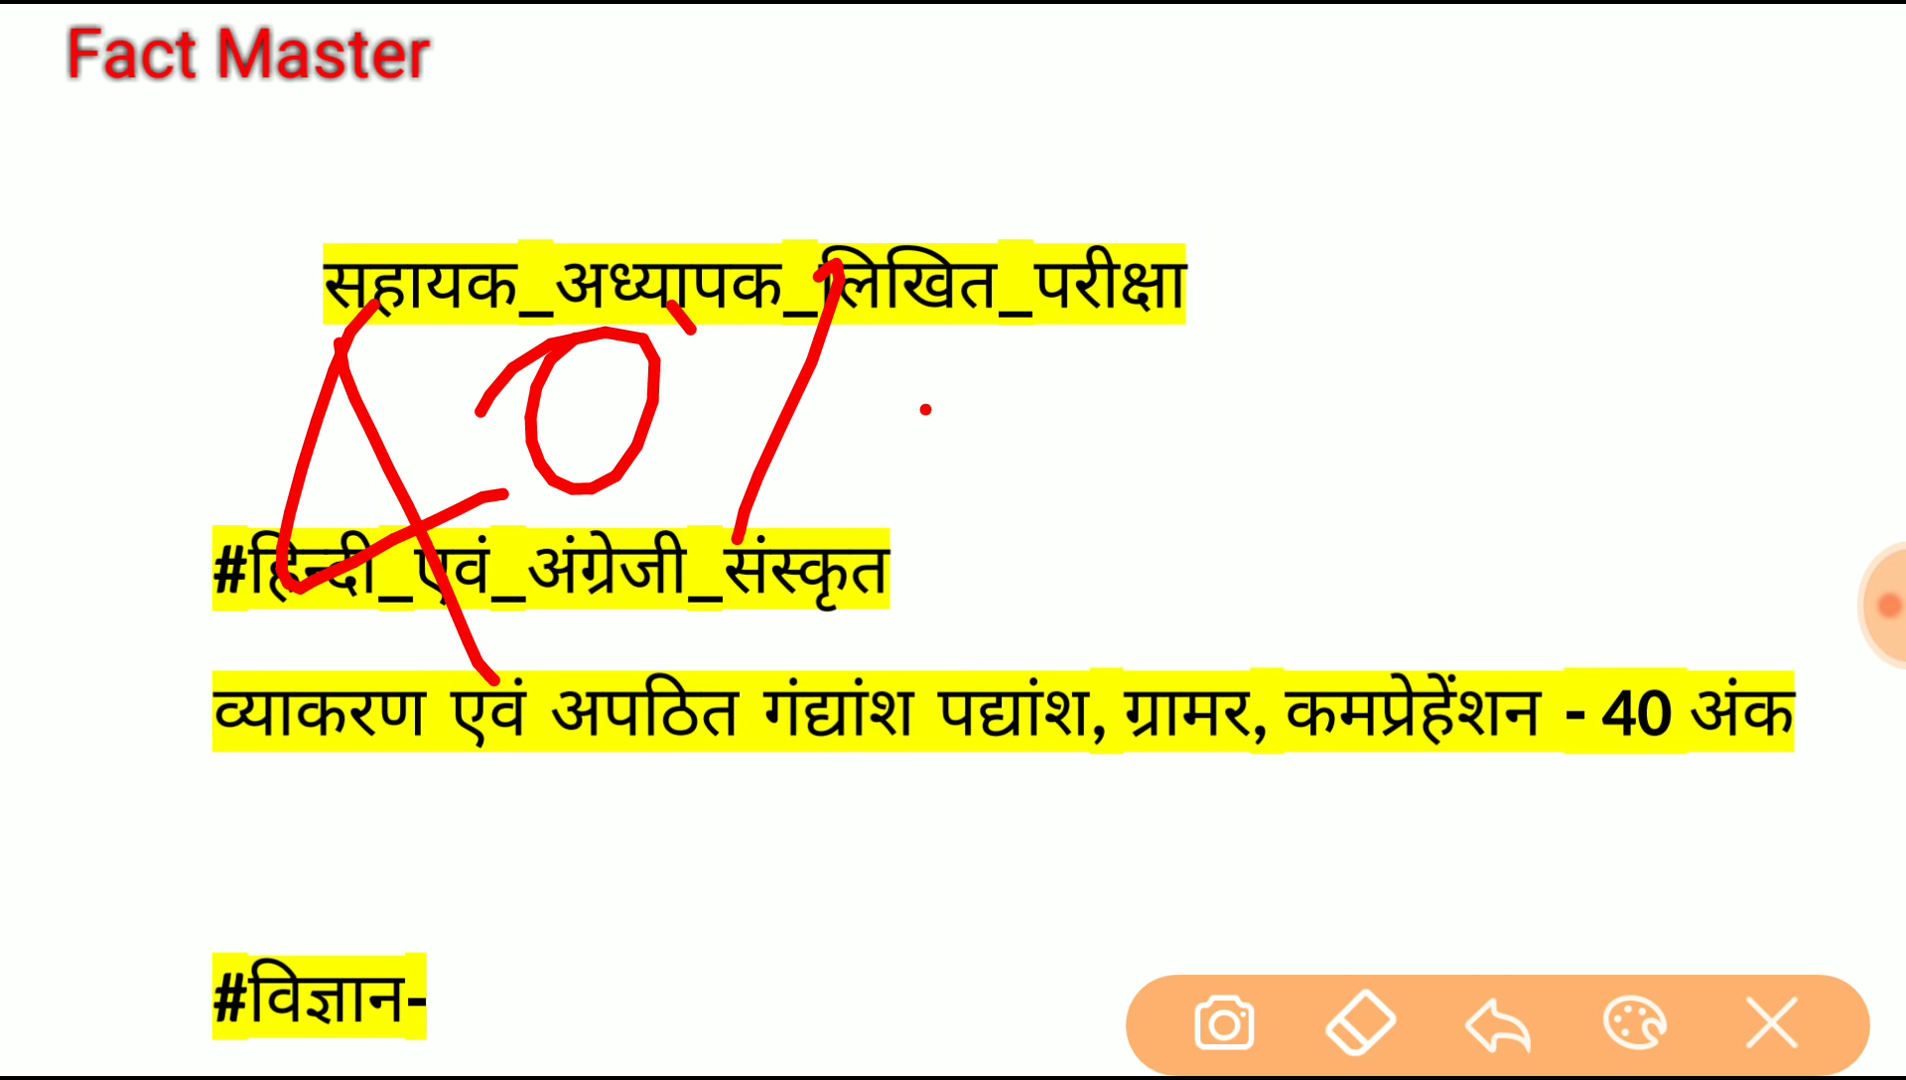 Fact Master
सहायक_अध्यापक_लिखित_परीक्षा
40
#हिन्दी_एवं_अंग्रेजी_संस्कृत
व्याकरण एवं अपठित गंद्यांश पद्यांश, ग्रामर, कमप्रेहेंशन - 40 अंक
#विज्ञान-